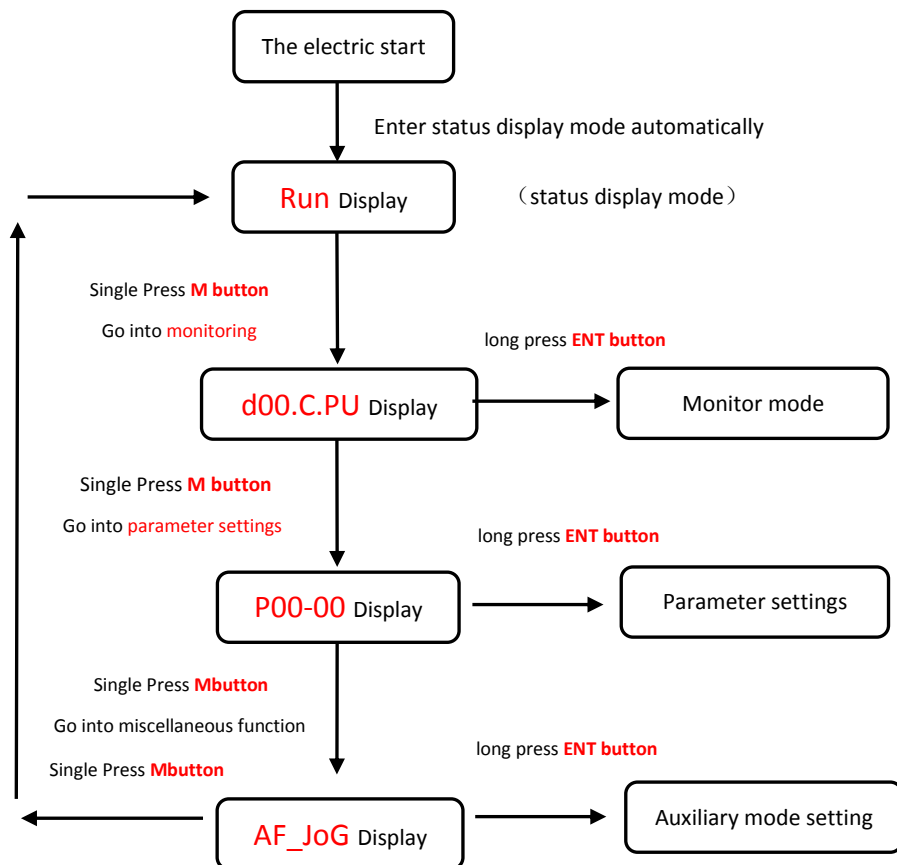 The electric start
Enter status display mode automatically
Run Display
（status display mode）
Single Press M button
Go into monitoring
long press ENT button
d00.C.PU Display
Monitor mode
Single Press M button
Go into parameter settings
long press ENT button
P00-00 Display
Parameter settings
Single Press Mbutton
Go into miscellaneous function
Single Press Mbutton
long press ENT button
AF_JoG Display
Auxiliary mode setting